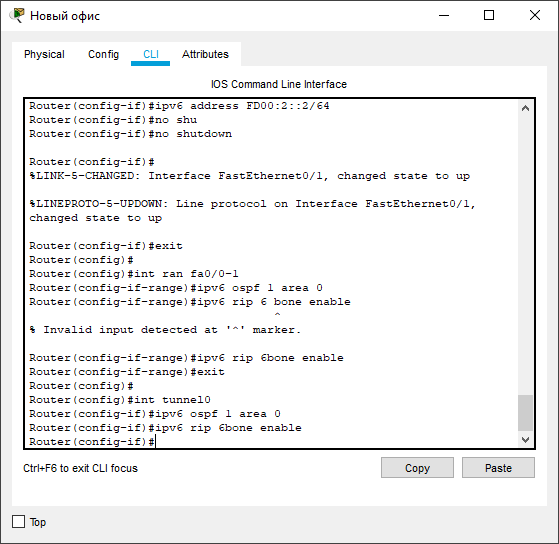 Новый офис
Physical Config CLI Attributes
IOS Command Line Interface
Router(config-if)#ipv6 address FD00:2::2/64
Router(config-if)#no shu
Router(config-if)#no shutdown
Router(config-if)#
%LINK-5-CHANGED: Interface FastEthernet0/1, changed state to up
%LINEPROTO-5-UPDOWN: Line protocol on Interface FastEthernet0/1,
changed state to up
Router(config-if)#exit
Router(config)#
Router(config)#int ran fa0/0-1
Router(config-if-range)#ipv6 ospf 1 area 0
Router(config-if-range)#ipv6 rip 6 bone enable
^
% Invalid input detected at '^' marker.
Router(config-if-range)#ipv6 rip 6bone enable
Router(config-if-range)#exit
Router(config)#
Router(config)#int tunnel0
Router(config-if)#ipv6 ospf 1 area 0
Router(config-if)#ipv6 rip 6bone enable
Router(config-if)#
Ctrl+F6 to exit CLI focus
Copy Paste
Top